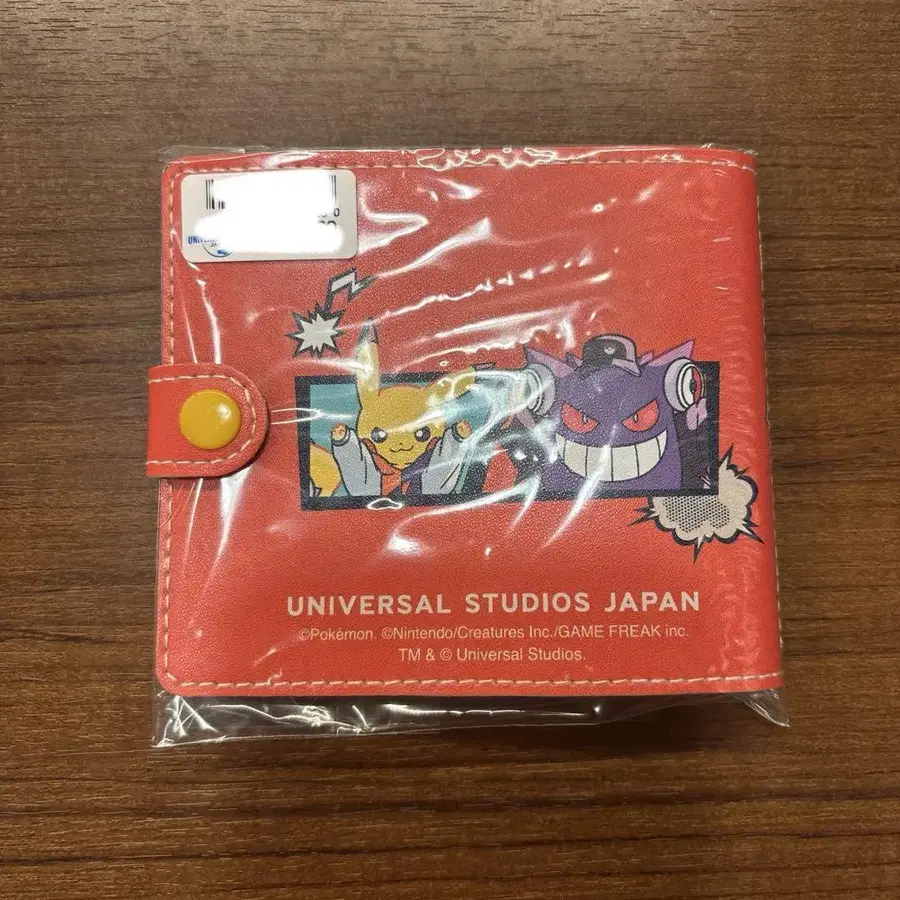 UNIVERSAL STUDIOS JAPAN
©Pokémon. ©Nintendo/Creatures Inc./GAME FREAK inc.
TM & © Universal Studios.